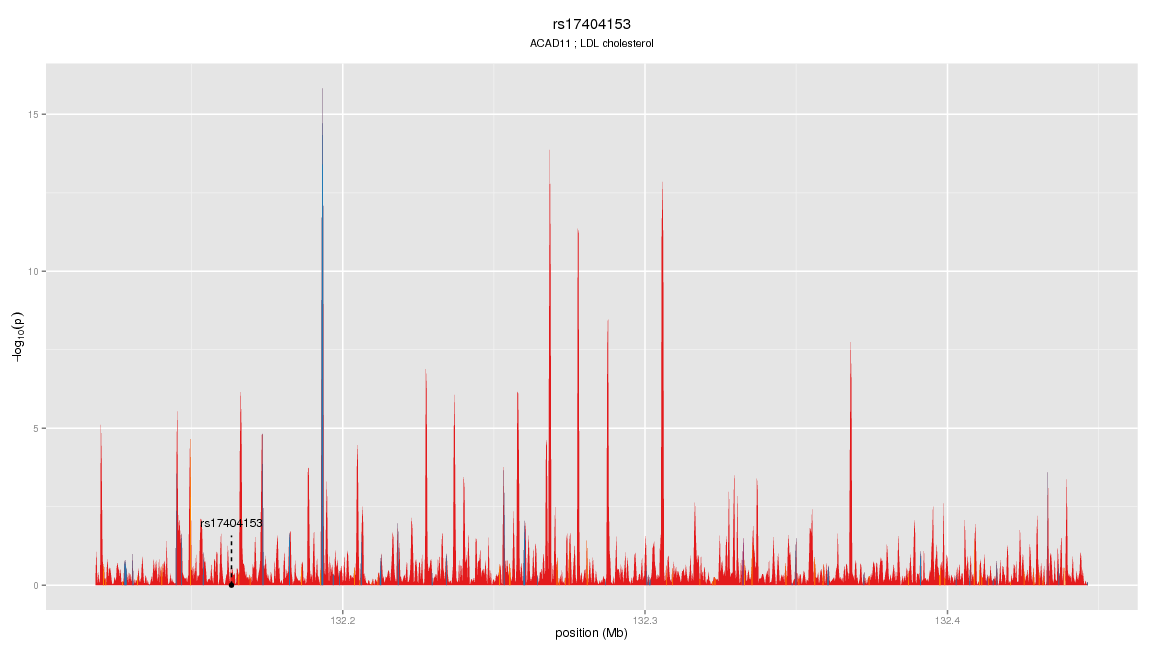 rs17404153
ACAD11 ; LDL cholesterol
15
10
5
0
−log10(p)
rs17404153
132.2
132.3
132.4
position (Mb)